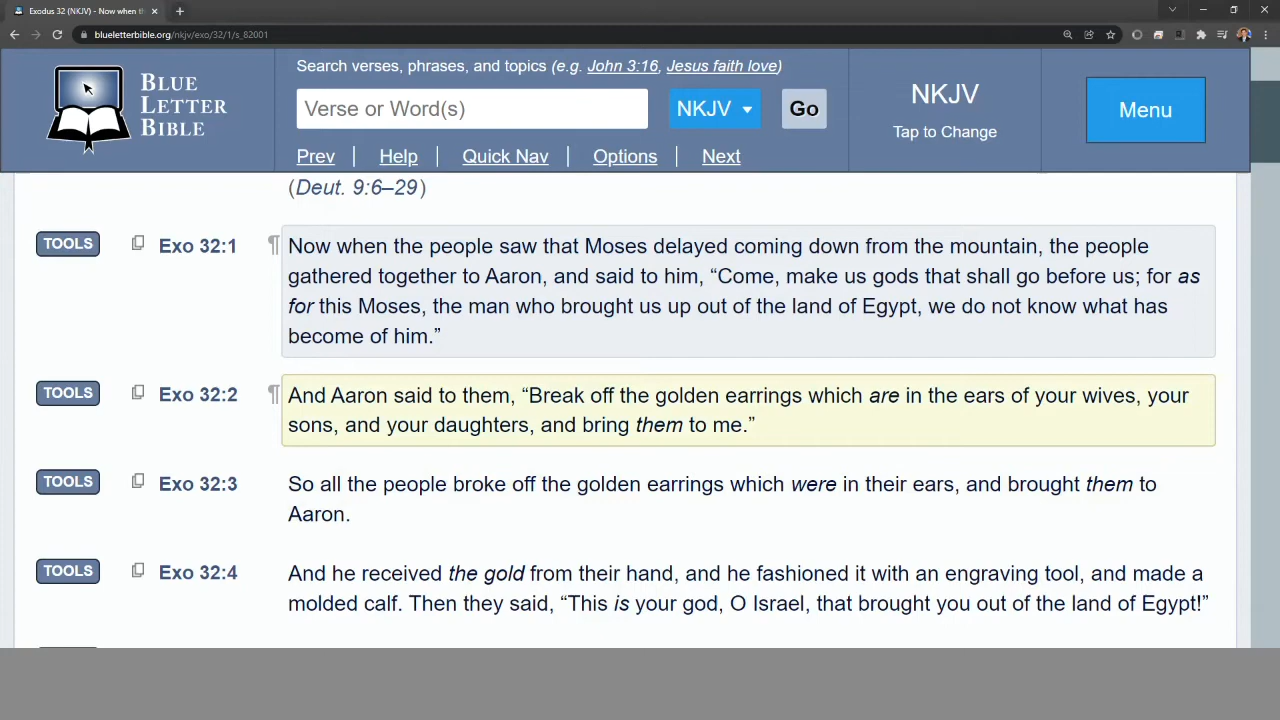 Exodus 32 (NKJV) - Now when th
blueletterbible.org/nkjv/exo/32/1/s_82001
BLUE
LETTER
BIBLE
Search verses, phrases, and topics (e.g. John 3:16, Jesus faith love)
Verse or Word(s)
NKJV
Go
Prev | Help | Quick Nav | Options | Next
NKJV
Tap to Change
Menu
(Deut. 9:6–29)
TOOLS Exo 32:1 ¶ Now when the people saw that Moses delayed coming down from the mountain, the people
gathered together to Aaron, and said to him, “Come, make us gods that shall go before us; for as
for this Moses, the man who brought us up out of the land of Egypt, we do not know what has
become of him.”
TOOLS Exo 32:2 ¶ And Aaron said to them, “Break off the golden earrings which are in the ears of your wives, your
sons, and your daughters, and bring them to me.”
TOOLS Exo 32:3 So all the people broke off the golden earrings which were in their ears, and brought them to
Aaron.
TOOLS Exo 32:4 And he received the gold from their hand, and he fashioned it with an engraving tool, and made a
molded calf. Then they said, “This is your god, O Israel, that brought you out of the land of Egypt!”